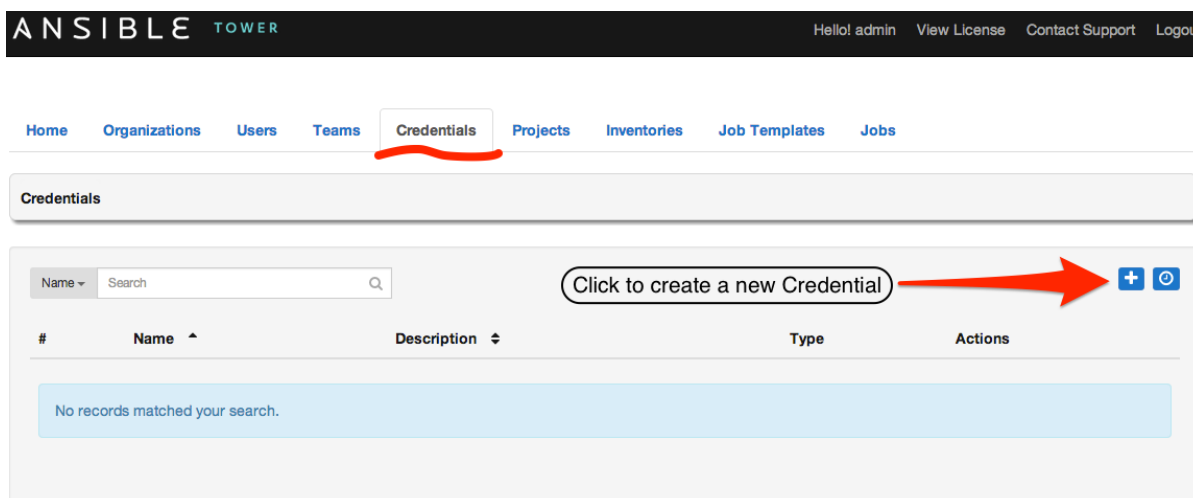 ANSIBLE TOWER Hello! admin View License Contact Support Logou
Home Organizations Users Teams Credentials Projects Inventories Job Templates Jobs
Credentials
Name Search Click to create a new Credential
# Name Description Type Actions
No records matched your search.